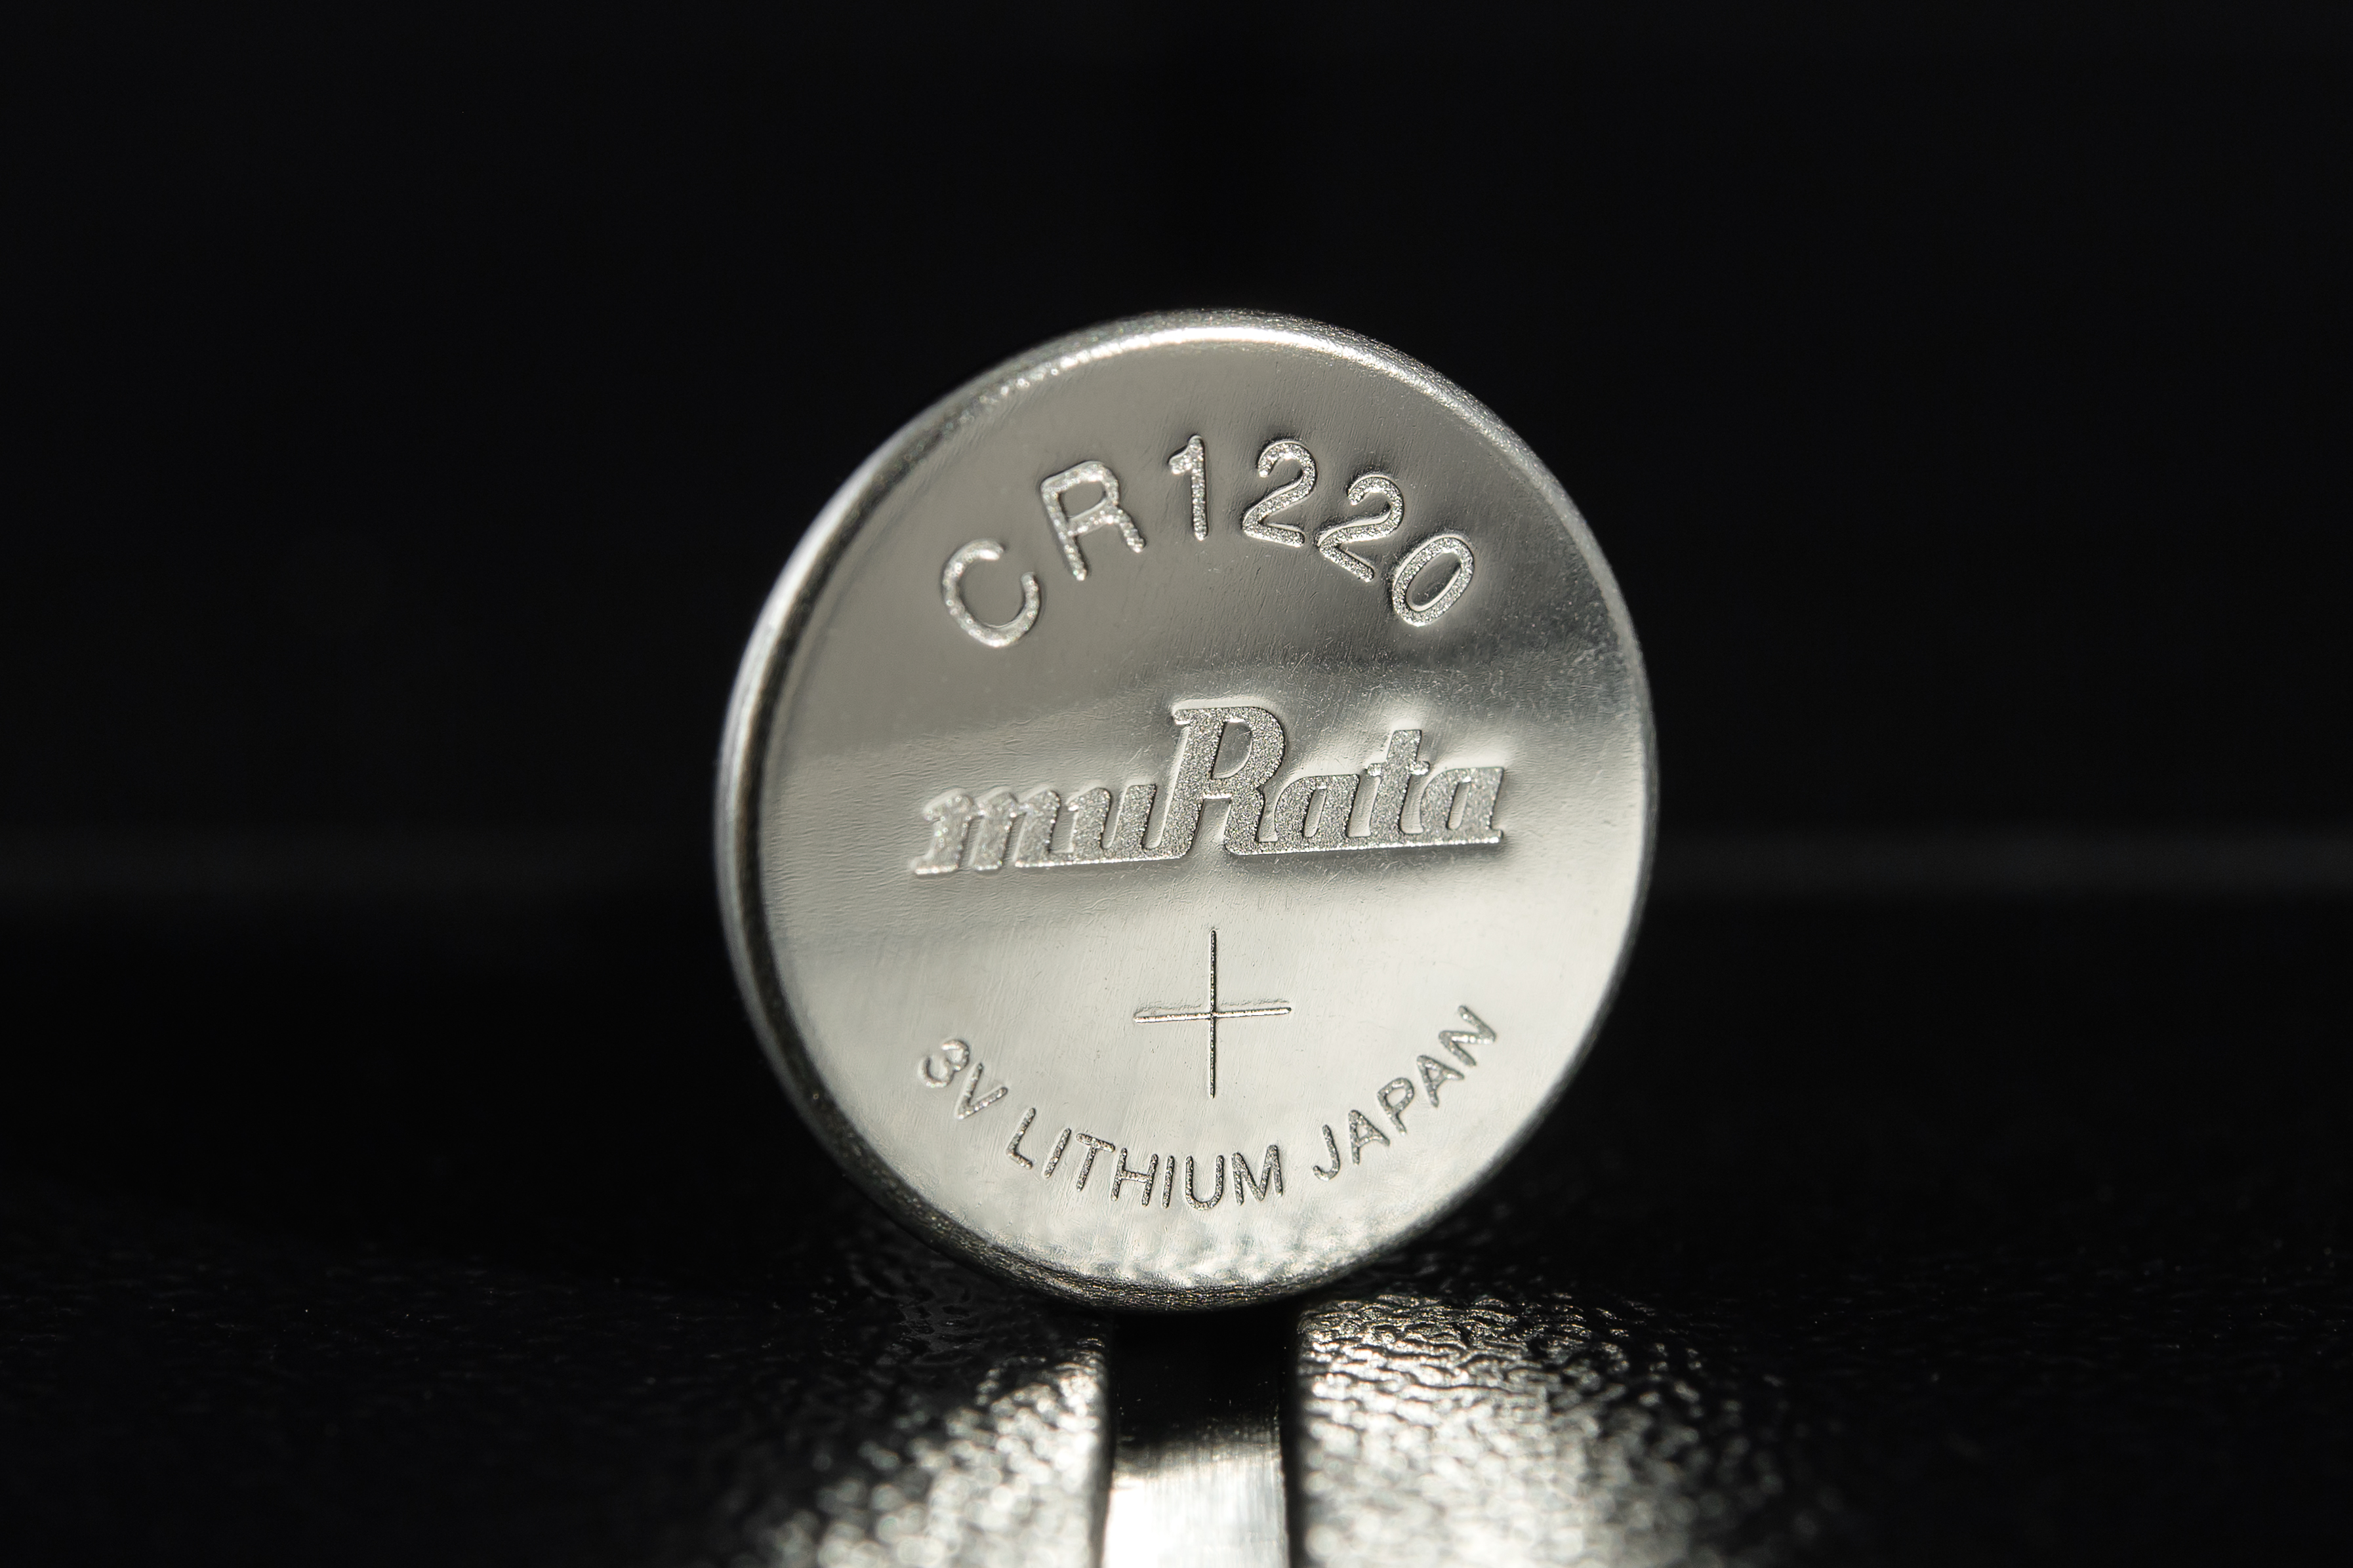 CR1220
muRata
+
3V LITHIUM JAPAN